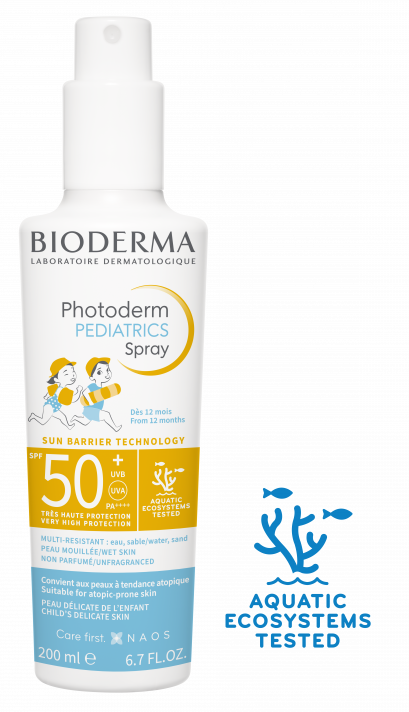 BIODERMA
LABORATOIRE DERMATOLOGIQUE
Photoderm
PEDIATRICS
Spray
Dès 12 mois
From 12 months
SUN BARRIER TECHNOLOGY
SPF 50+
UVB
UVA
PA++++
TRÈS HAUTE PROTECTION
VERY HIGH PROTECTION
AQUATIC
ECOSYSTEMS
TESTED
MULTI-RESISTANT : eau, sable/water, sand
PEAU MOUILLÉE/WET SKIN
NON PARFUMÉ/UNFRAGRANCED
Convient aux peaux à tendance atopique
Suitable for atopic-prone skin
PEAU DÉLICATE DE L'ENFANT
CHILD'S DELICATE SKIN
Care first. NAOS
200 ml e 6.7 FL.OZ.
AQUATIC
ECOSYSTEMS
TESTED